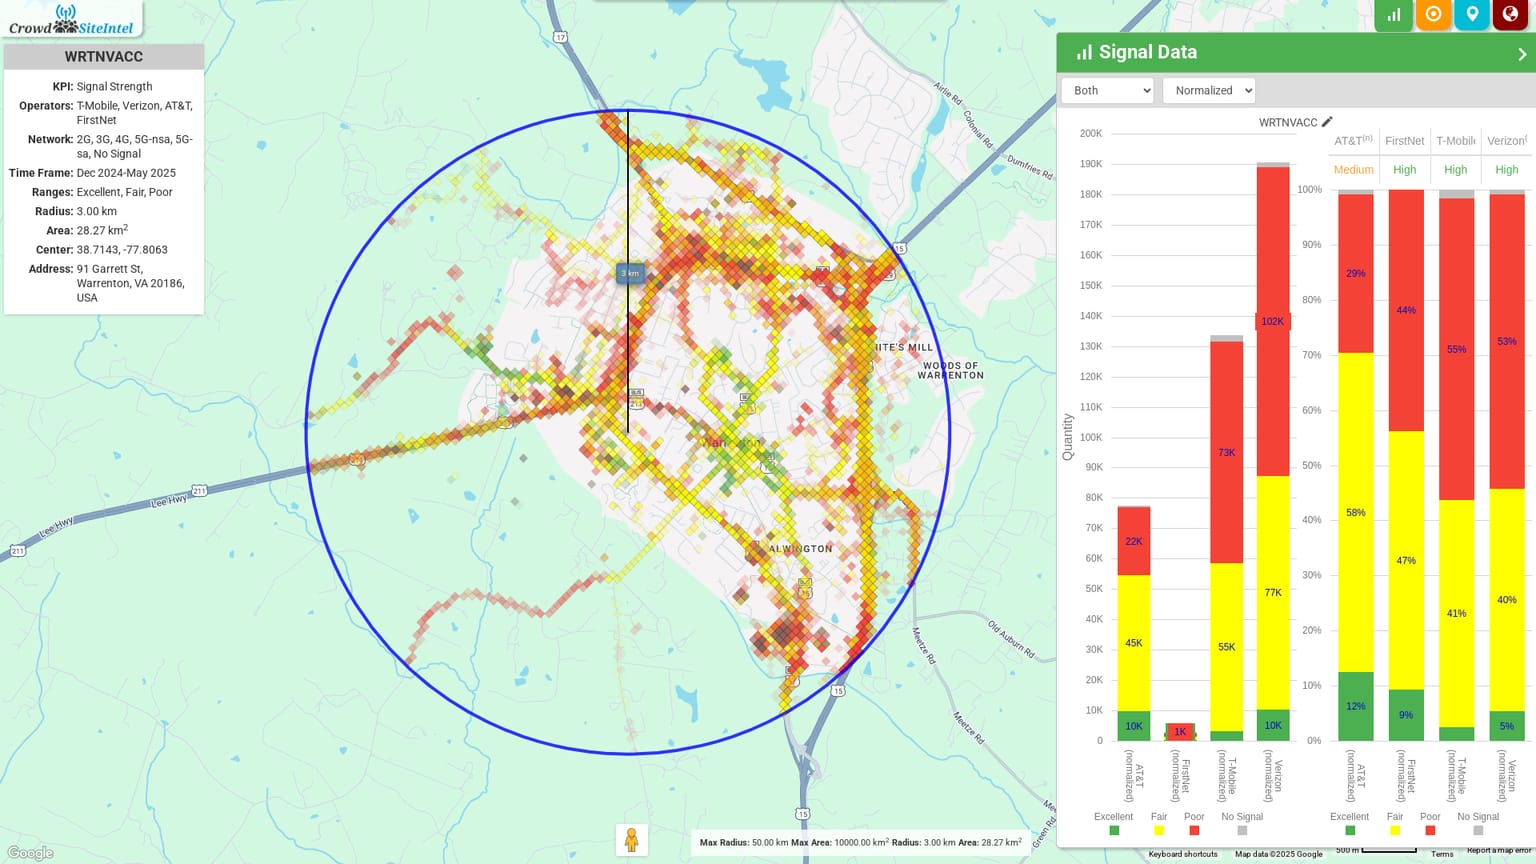 CrowdSiteIntel
WRTNVACC
KPI: Signal Strength
Operators: T-Mobile, Verizon, AT&T,
FirstNet
Network: 2G, 3G, 4G, 5G-nsa, 5G-
sa, No Signal
Time Frame: Dec 2024-May 2025
Ranges: Excellent, Fair, Poor
Radius: 3.00 km
Area: 28.27 km²
Center: 38.7143, -77.8063
Address: 91 Garrett St,
Warrenton, VA 20186,
USA
17
Airlie Rd
Colonial Rd
Dumfries Rd
15
3 km
WOODS OF
WARRENTON
211
Lee Hwy
211
Lee Hwy
ALWINGTON
Meetze Rd
Old Auburn Rd
15
Meetze Rd
15
Green Rd
Google
Max Radius: 50.00 km Max Area: 10000.00 km² Radius: 3.00 km Area: 28.27 km²
Keyboard shortcuts
Map data ©2025 Google
500 m
Terms
Report a map error
Signal Data
Both
Normalized
WRTNVACC
200K
190K
180K
170K
160K
150K
140K
130K
120K
110K
100K
90K
80K
70K
60K
50K
40K
30K
20K
10K
0
Quantity
22K
45K
10K
1K
73K
55K
102K
77K
10K
AT&T (normalized)
FirstNet (normalized)
T-Mobile (normalized)
Verizon (normalized)
Excellent
Fair
Poor
No Signal
AT&T(n)
FirstNet
T-Mobile
Verizon(
Medium
High
High
High
100%
90%
80%
70%
60%
50%
40%
30%
20%
10%
0%
29%
58%
12%
44%
47%
9%
55%
41%
53%
40%
5%
AT&T (normalized)
FirstNet (normalized)
T-Mobile (normalized)
Verizon (normalized)
Excellent
Fair
Poor
No Signal